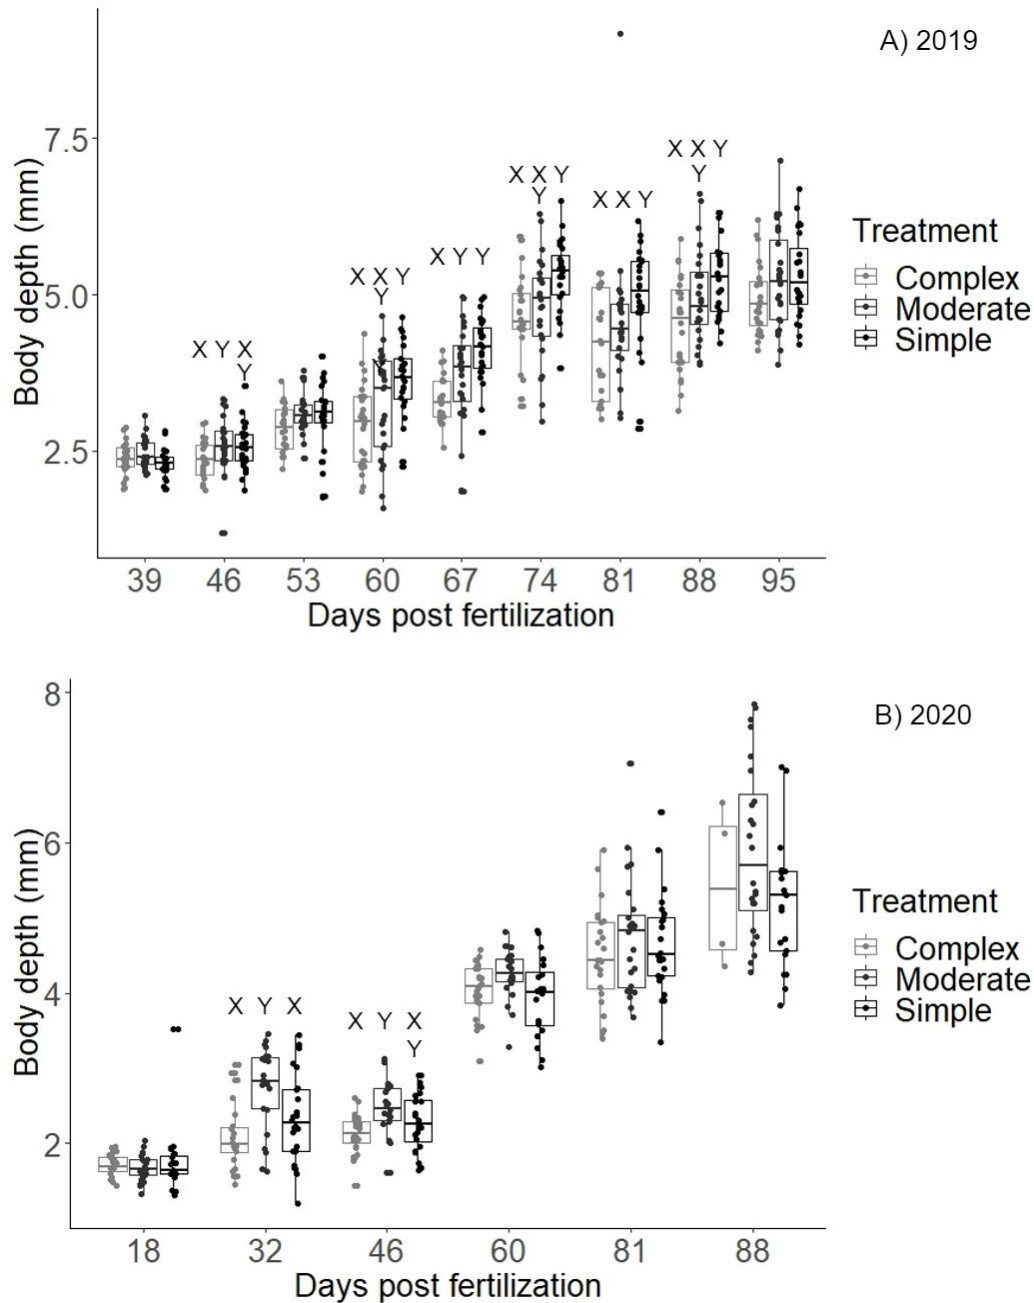 A) 2019
Body depth (mm)
7.5
5.0
2.5
X Y X
Y
X X Y
Y
Y
X Y Y
X X Y
Y
X X Y
X X Y
Y
Treatment
Complex
Moderate
Simple
39 46 53 60 67 74 81 88 95
Days post fertilization
B) 2020
Body depth (mm)
8
6
4
2
X Y X
X Y X
Y
Treatment
Complex
Moderate
Simple
18 32 46 60 81 88
Days post fertilization